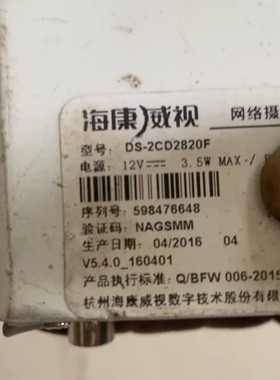 海康威视 网络摄
型号: DS-2CD2820F
电源: 12V⎓ 3.5W MAX·/
序列号: 598476648
验证码: NAGSMM
生产日期: 04/2016 04
V5.4.0_160401
产品执行标准: Q/BFW 006-2015
杭州海康威视数字技术股份有限